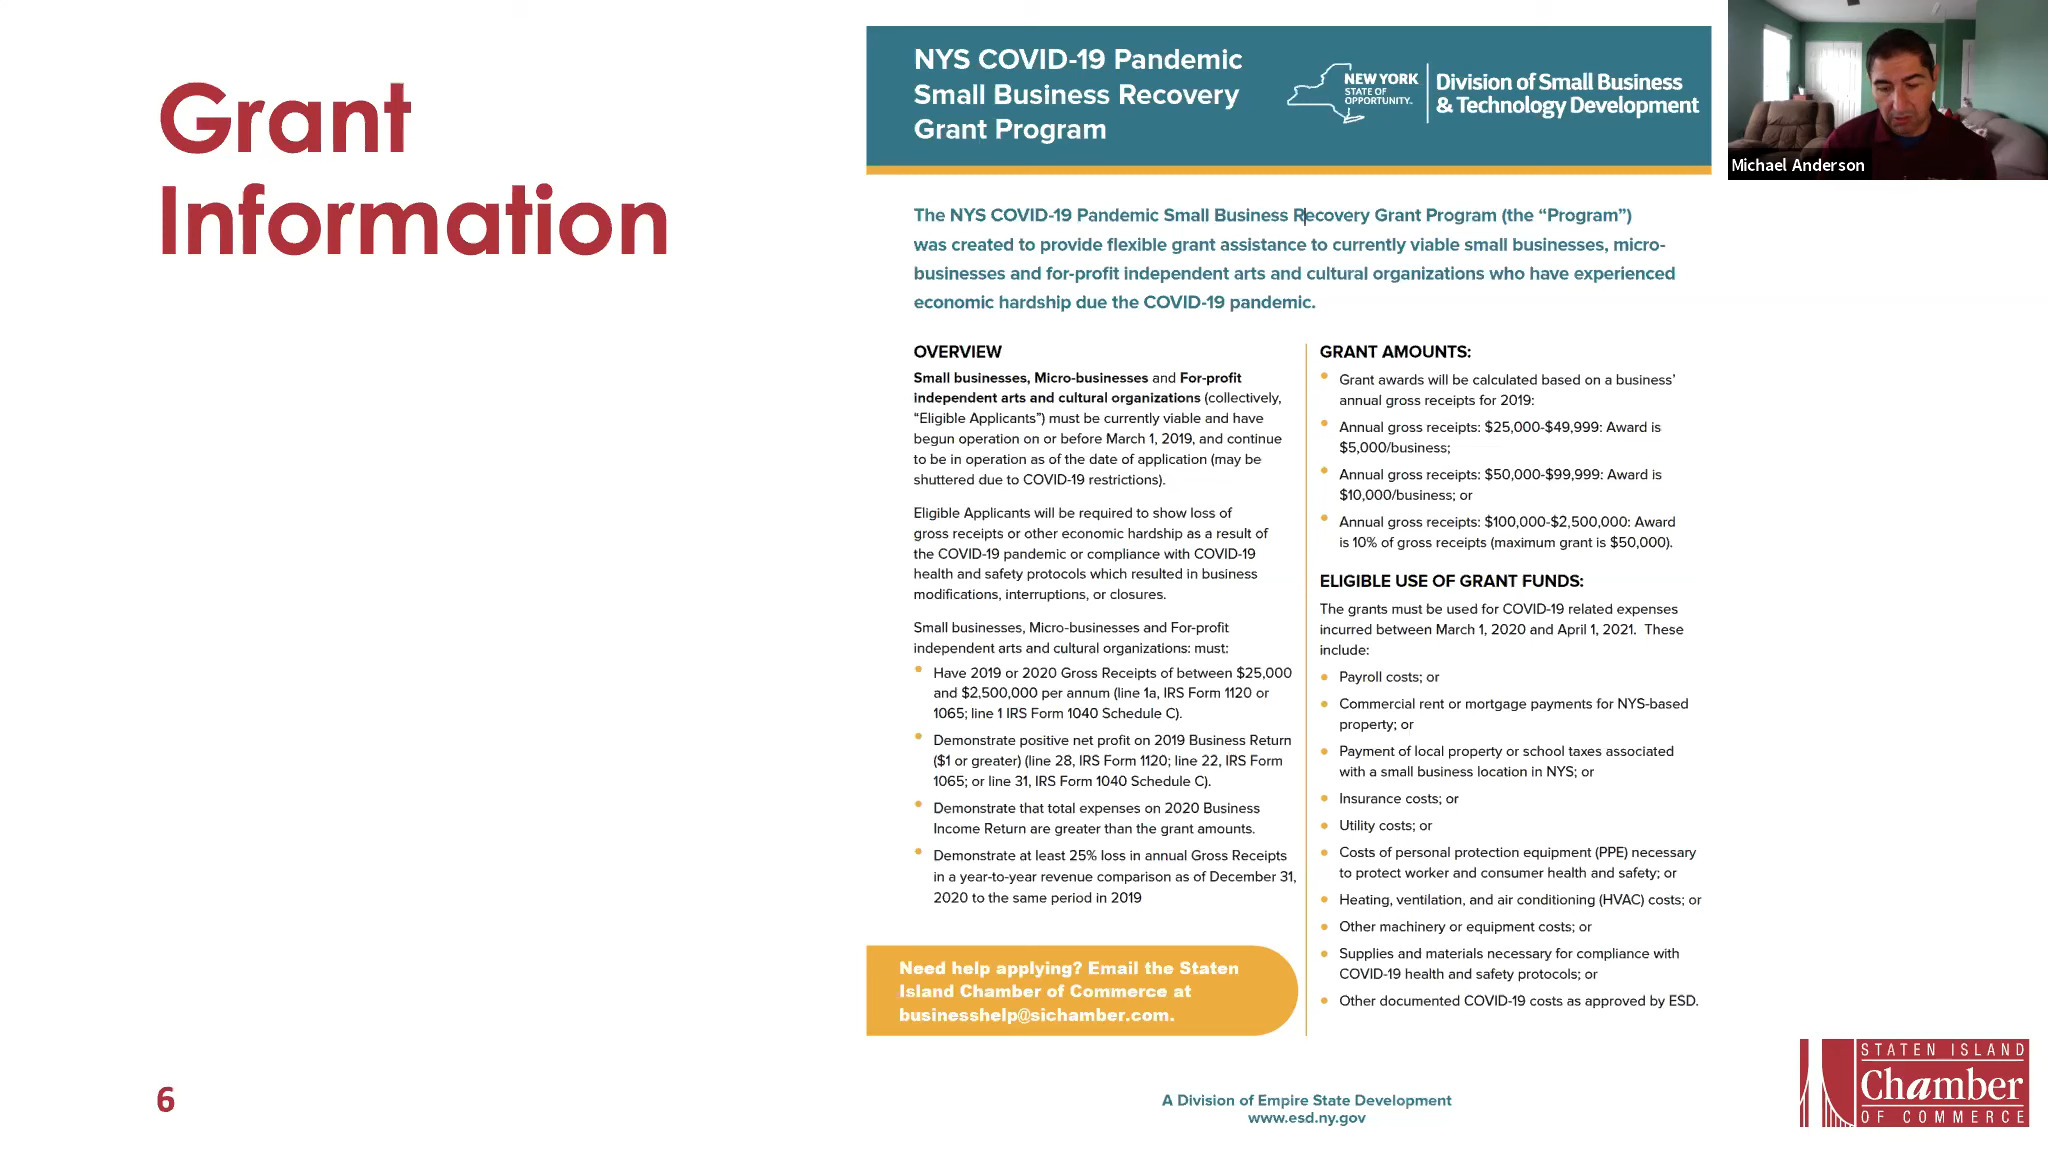 Grant
Information
NYS COVID-19 Pandemic
Small Business Recovery
Grant Program
NEW YORK
STATE OF
OPPORTUNITY.
Division of Small Business
& Technology Development
Michael Anderson
The NYS COVID-19 Pandemic Small Business Recovery Grant Program (the “Program”)
was created to provide flexible grant assistance to currently viable small businesses, micro-
businesses and for-profit independent arts and cultural organizations who have experienced
economic hardship due the COVID-19 pandemic.
OVERVIEW
Small businesses, Micro-businesses and For-profit
independent arts and cultural organizations (collectively,
“Eligible Applicants”) must be currently viable and have
begun operation on or before March 1, 2019, and continue
to be in operation as of the date of application (may be
shuttered due to COVID-19 restrictions).
Eligible Applicants will be required to show loss of
gross receipts or other economic hardship as a result of
the COVID-19 pandemic or compliance with COVID-19
health and safety protocols which resulted in business
modifications, interruptions, or closures.
Small businesses, Micro-businesses and For-profit
independent arts and cultural organizations: must:
• Have 2019 or 2020 Gross Receipts of between $25,000
and $2,500,000 per annum (line 1a, IRS Form 1120 or
1065; line 1 IRS Form 1040 Schedule C).
• Demonstrate positive net profit on 2019 Business Return
($1 or greater) (line 28, IRS Form 1120; line 22, IRS Form
1065; or line 31, IRS Form 1040 Schedule C).
• Demonstrate that total expenses on 2020 Business
Income Return are greater than the grant amounts.
• Demonstrate at least 25% loss in annual Gross Receipts
in a year-to-year revenue comparison as of December 31,
2020 to the same period in 2019
Need help applying? Email the Staten
Island Chamber of Commerce at
businesshelp@sichamber.com.
GRANT AMOUNTS:
• Grant awards will be calculated based on a business’
annual gross receipts for 2019:
• Annual gross receipts: $25,000-$49,999: Award is
$5,000/business;
• Annual gross receipts: $50,000-$99,999: Award is
$10,000/business; or
• Annual gross receipts: $100,000-$2,500,000: Award
is 10% of gross receipts (maximum grant is $50,000).
ELIGIBLE USE OF GRANT FUNDS:
The grants must be used for COVID-19 related expenses
incurred between March 1, 2020 and April 1, 2021. These
include:
• Payroll costs; or
• Commercial rent or mortgage payments for NYS-based
property; or
• Payment of local property or school taxes associated
with a small business location in NYS; or
• Insurance costs; or
• Utility costs; or
• Costs of personal protection equipment (PPE) necessary
to protect worker and consumer health and safety; or
• Heating, ventilation, and air conditioning (HVAC) costs; or
• Other machinery or equipment costs; or
• Supplies and materials necessary for compliance with
COVID-19 health and safety protocols; or
• Other documented COVID-19 costs as approved by ESD.
6
A Division of Empire State Development
www.esd.ny.gov
STATEN ISLAND
Chamber
OF COMMERCE